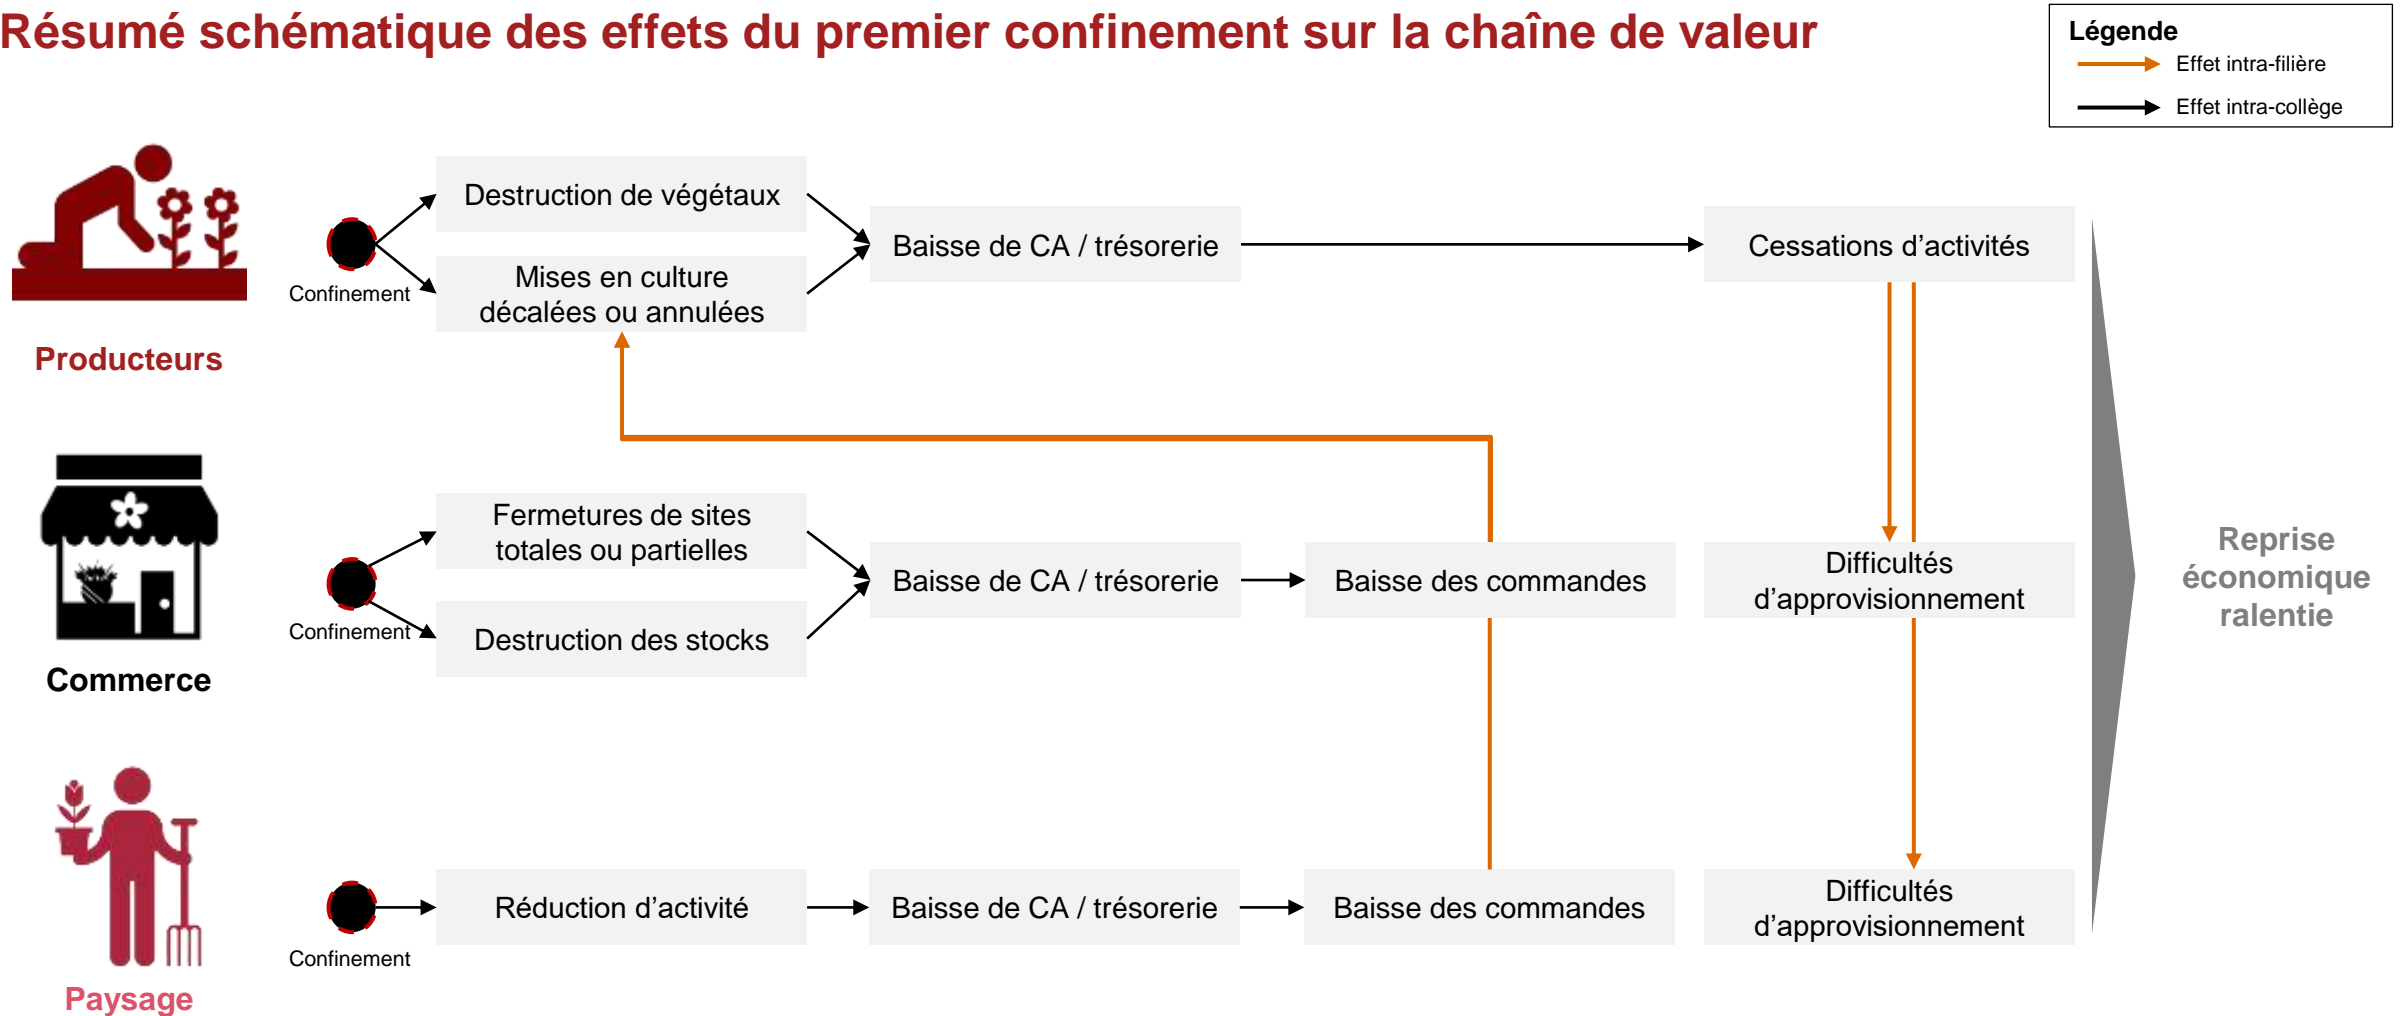 Résumé schématique des effets du premier confinement sur la chaîne de valeur
Légende
Effet intra-filière
Effet intra-collège
Producteurs
Confinement
Destruction de végétaux
Mises en culture
décalées ou annulées
Baisse de CA / trésorerie
Cessations d’activités
Commerce
Confinement
Fermetures de sites
totales ou partielles
Destruction des stocks
Baisse de CA / trésorerie
Baisse des commandes
Difficultés
d’approvisionnement
Paysage
Confinement
Réduction d’activité
Baisse de CA / trésorerie
Baisse des commandes
Difficultés
d’approvisionnement
Reprise
économique
ralentie